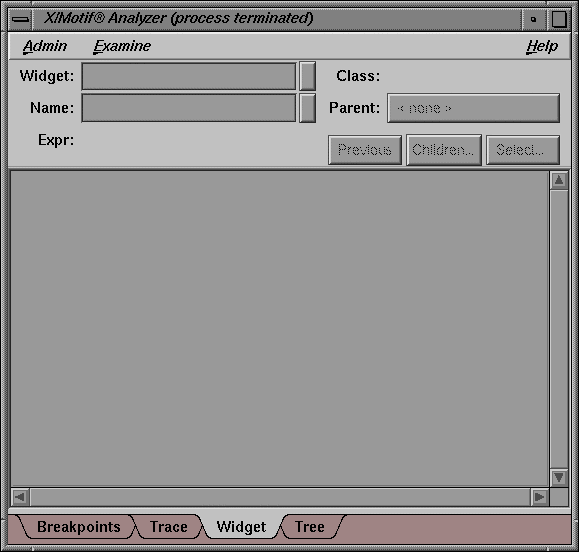 X/Motif® Analyzer (process terminated)
Admin Examine Help
Widget: Class:
Name: Parent: < none >
Expr:
Previous Children... Select...
Breakpoints Trace Widget Tree